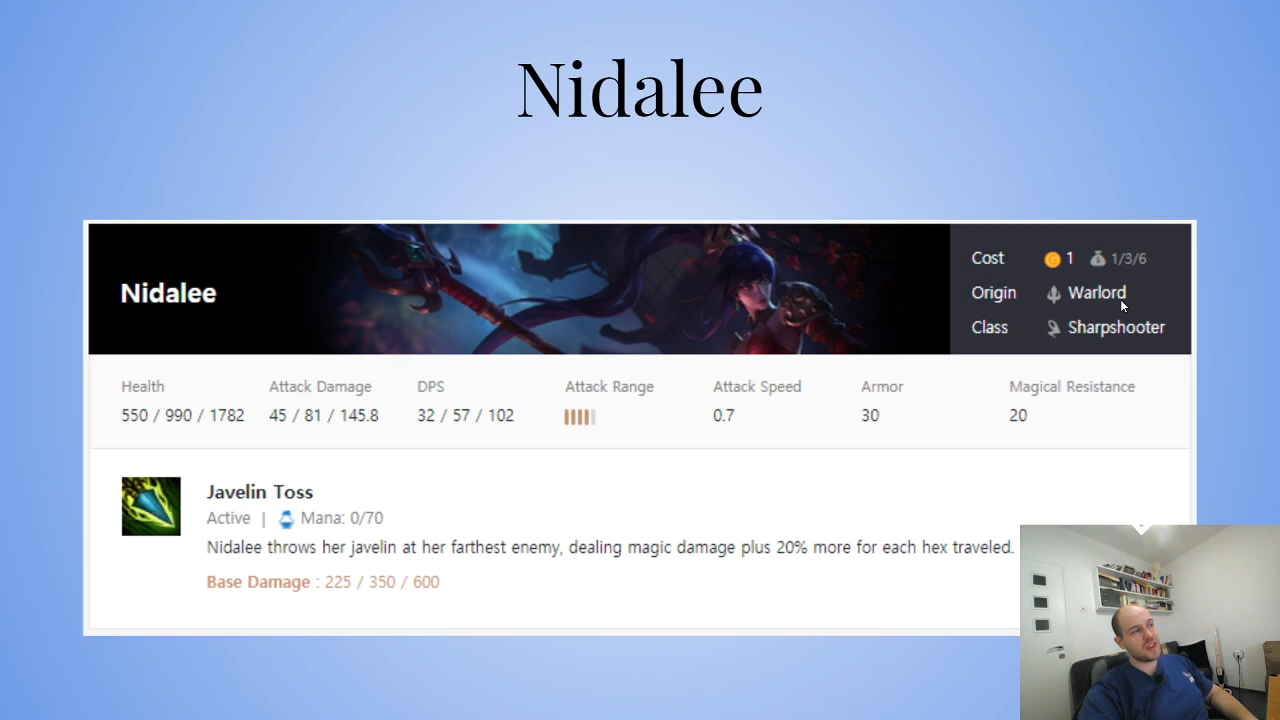 Nidalee
Nidalee
Cost 1 1/3/6
Origin Warlord
Class Sharpshooter
Health Attack Damage DPS Attack Range Attack Speed Armor Magical Resistance
550 / 990 / 1782 45 / 81 / 145.8 32 / 57 / 102 0.7 30 20
Javelin Toss
Active | Mana: 0/70
Nidalee throws her javelin at her farthest enemy, dealing magic damage plus 20% more for each hex traveled.
Base Damage : 225 / 350 / 600